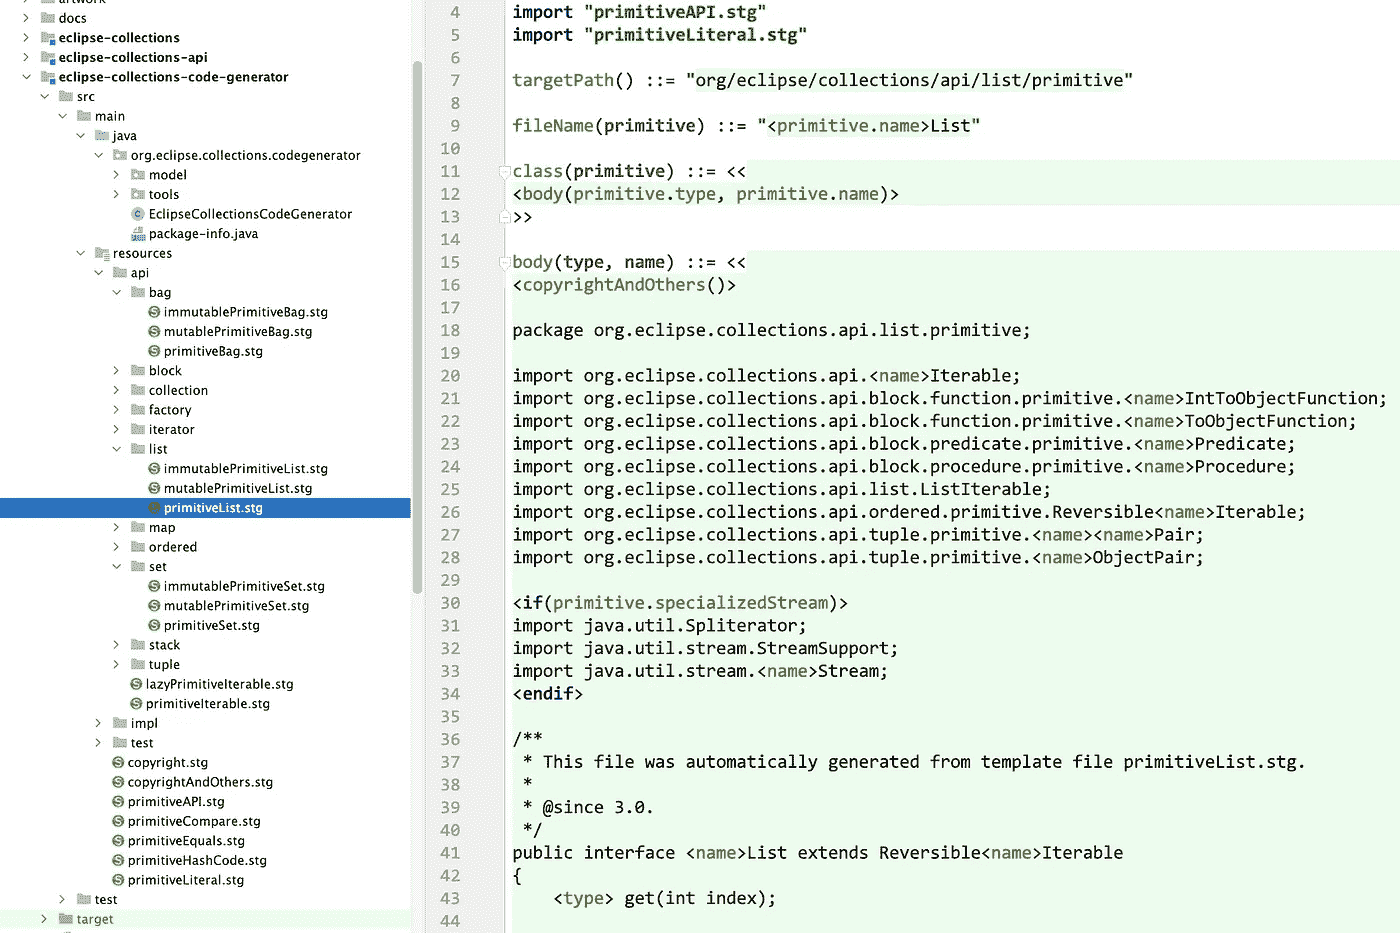 artwork
docs
eclipse-collections
eclipse-collections-api
eclipse-collections-code-generator
src
main
java
org.eclipse.collections.codegenerator
model
tools
EclipseCollectionsCodeGenerator
package-info.java
resources
api
bag
immutablePrimitiveBag.stg
mutablePrimitiveBag.stg
primitiveBag.stg
block
collection
factory
iterator
list
immutablePrimitiveList.stg
mutablePrimitiveList.stg
primitiveList.stg
map
ordered
set
immutablePrimitiveSet.stg
mutablePrimitiveSet.stg
primitiveSet.stg
stack
tuple
lazyPrimitiveIterable.stg
primitiveIterable.stg
impl
test
copyright.stg
copyrightAndOthers.stg
primitiveAPI.stg
primitiveCompare.stg
primitiveEquals.stg
primitiveHashCode.stg
primitiveLiteral.stg
test
target
4 import "primitiveAPI.stg"
5 import "primitiveLiteral.stg"
6
7 targetPath() ::= "org/eclipse/collections/api/list/primitive"
8
9 fileName(primitive) ::= "<primitive.name>List"
10
11 class(primitive) ::= <<
12 <body(primitive.type, primitive.name)>
13 >>
14
15 body(type, name) ::= <<
16 <copyrightAndOthers()>
17
18 package org.eclipse.collections.api.list.primitive;
19
20 import org.eclipse.collections.api.<name>Iterable;
21 import org.eclipse.collections.api.block.function.primitive.<name>IntToObjectFunction;
22 import org.eclipse.collections.api.block.function.primitive.<name>ToObjectFunction;
23 import org.eclipse.collections.api.block.predicate.primitive.<name>Predicate;
24 import org.eclipse.collections.api.block.procedure.primitive.<name>Procedure;
25 import org.eclipse.collections.api.list.ListIterable;
26 import org.eclipse.collections.api.ordered.primitive.Reversible<name>Iterable;
27 import org.eclipse.collections.api.tuple.primitive.<name><name>Pair;
28 import org.eclipse.collections.api.tuple.primitive.<name>ObjectPair;
29
30 <if(primitive.specializedStream)>
31 import java.util.Spliterator;
32 import java.util.stream.StreamSupport;
33 import java.util.stream.<name>Stream;
34 <endif>
35
36 /**
37 * This file was automatically generated from template file primitiveList.stg.
38 *
39 * @since 3.0.
40 */
41 public interface <name>List extends Reversible<name>Iterable
42 {
43 <type> get(int index);
44